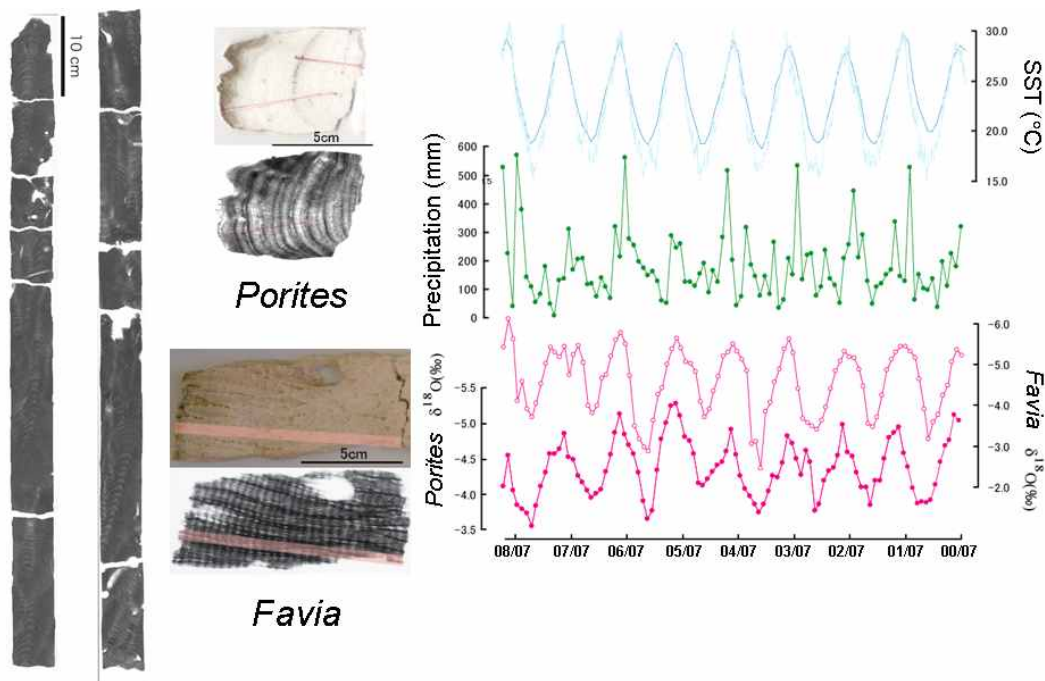 10 cm
5cm
Porites
5cm
Favia
30.0
25.0
20.0
15.0
SST (°C)
600
500
400
300
200
100
0
Precipitation (mm)
-6.0
-5.0
-4.0
-3.0
-2.0
Favia δ¹⁸O(‰)
-5.5
-5.0
-4.5
-4.0
-3.5
Porites δ¹⁸O(‰)
08/07 07/07 06/07 05/07 04/07 03/07 02/07 01/07 00/07